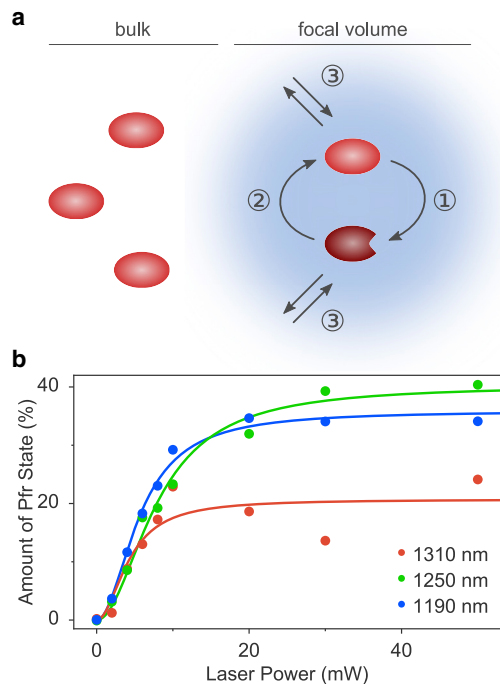 a
bulk focal volume
③
② ①
③
b
Amount of Pfr State (%)
40
20
0
1310 nm
1250 nm
1190 nm
0 20 40
Laser Power (mW)